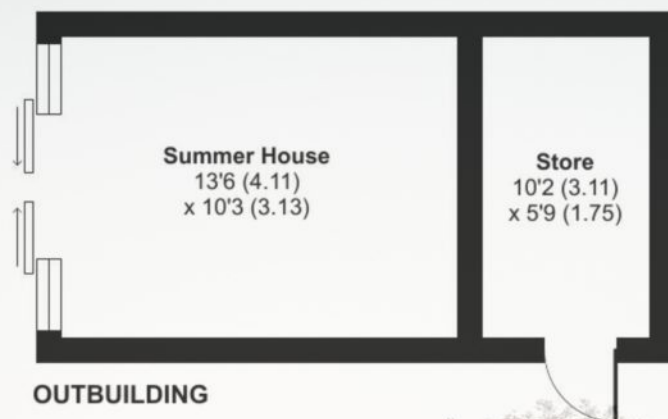 Summer House
13'6 (4.11)
x 10'3 (3.13)
Store
10'2 (3.11)
x 5'9 (1.75)
OUTBUILDING